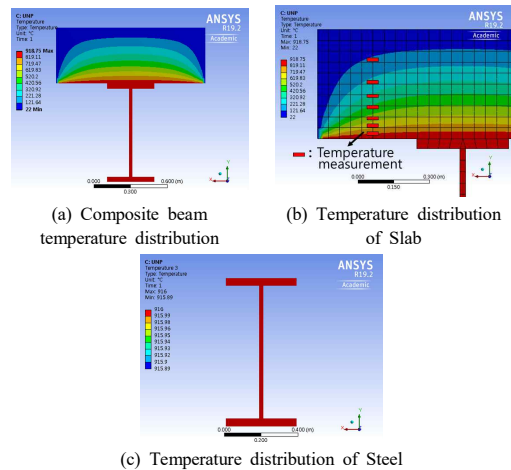 C: UNP
Temperature
Type: Temperature
Unit: °C
Time: 1
918.75 Max
819.11
719.47
619.83
520.2
420.56
320.92
221.28
121.64
22 Min
ANSYS
R19.2
Academic
0.000
0.600 (m)
0.300
Y
X
Z
(a) Composite beam
temperature distribution
C: UNP
Temperature
Type: Temperature
Unit: °C
Time: 1
Max: 918.75
Min: 22
918.75
819.11
719.47
619.83
520.2
420.56
320.92
221.28
121.64
22
ANSYS
R19.2
Academic
: Temperature
measurement
0.000
0.300 (m)
0.150
Y
X
Z
(b) Temperature distribution
of Slab
C: UNP
Temperature 3
Type: Temperature
Unit: °C
Time: 1
Max: 916
Min: 915.89
916
915.99
915.98
915.96
915.95
915.94
915.93
915.92
915.9
915.89
ANSYS
R19.2
Academic
0.000
0.400 (m)
0.200
Y
X
Z
(c) Temperature distribution of Steel